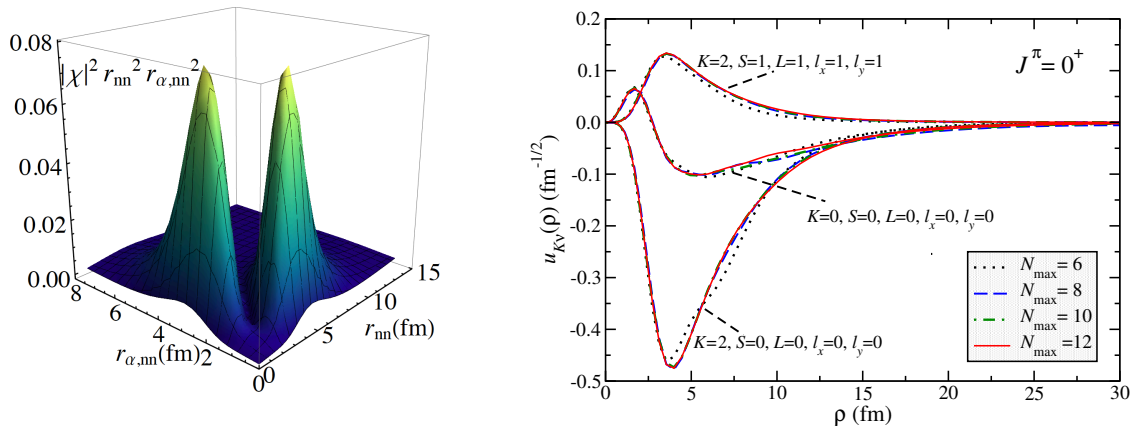 0.08
|χ|² r_nn² r_α,nn²
0.06
0.04
0.02
0.00
8
6
4
2
0
r_α,nn(fm)
0
5
10
15
r_nn(fm)
0.2
0.1
0.0
-0.1
-0.2
-0.3
-0.4
-0.5
u_Kν(ρ) (fm^-1/2)
K=2, S=1, L=1, l_x=1, l_y=1
J^π= 0^+
K=0, S=0, L=0, l_x=0, l_y=0
K=2, S=0, L=0, l_x=0, l_y=0
N_max= 6
N_max= 8
N_max= 10
N_max= 12
0 5 10 15 20 25 30
ρ (fm)